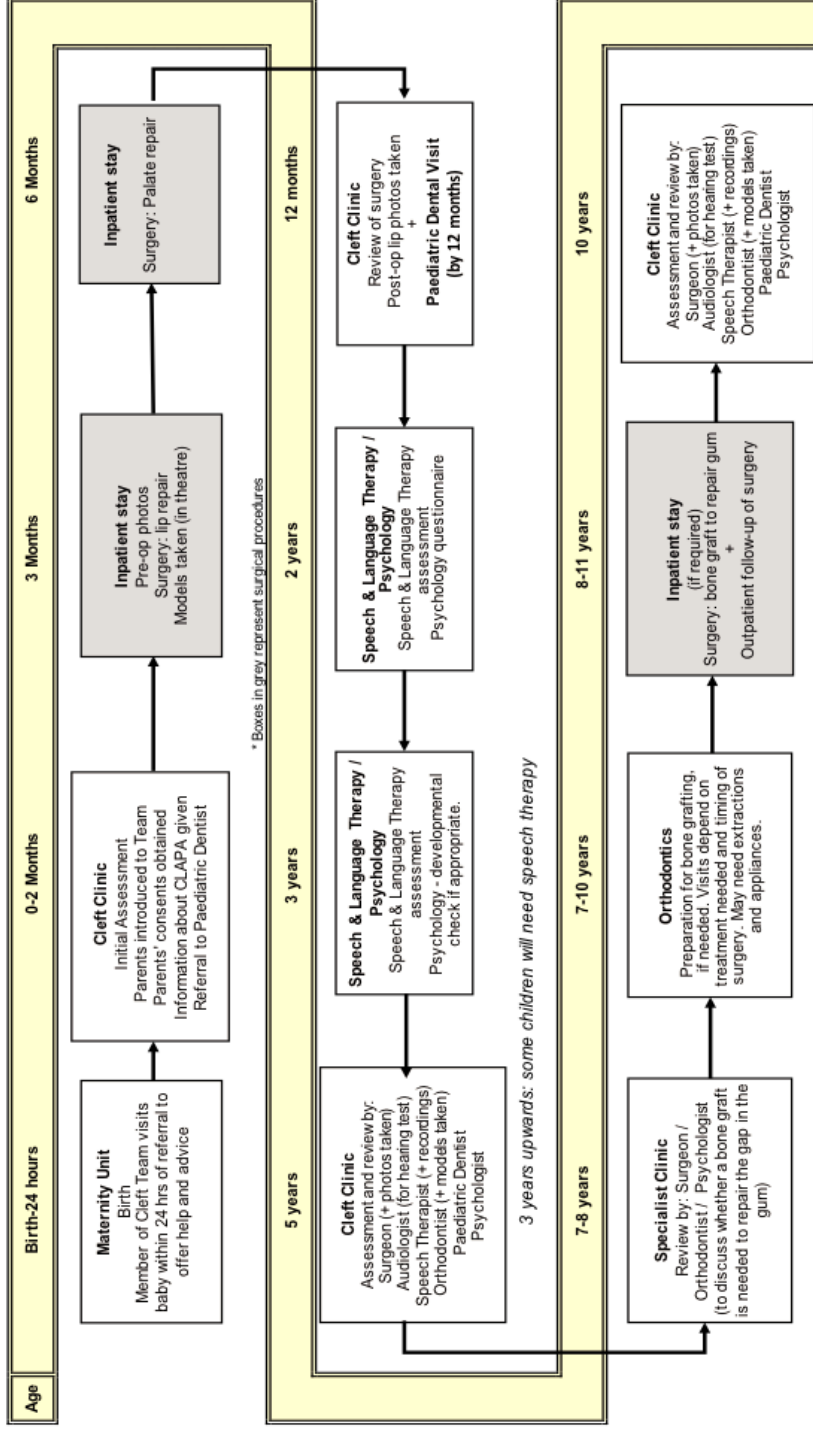 Age
Birth-24 hours
0-2 Months
3 Months
6 Months
Maternity Unit
Birth
Member of Cleft Team visits
baby within 24 hrs of referral to
offer help and advice
Cleft Clinic
Initial Assessment
Parents introduced to Team
Parents' consents obtained
Information about CLAPA given
Referral to Paediatric Dentist
Inpatient stay
Pre-op photos
Surgery: lip repair
Models taken (in theatre)
Inpatient stay
Surgery: Palate repair
* Boxes in grey represent surgical procedures
12 months
2 years
3 years
5 years
Cleft Clinic
Review of surgery
Post-op lip photos taken
+
Paediatric Dental Visit
(by 12 months)
Speech & Language Therapy /
Psychology
Speech & Language Therapy
assessment
Psychology questionnaire
Speech & Language Therapy /
Psychology
Speech & Language Therapy
assessment
Psychology - developmental
check if appropriate.
Cleft Clinic
Assessment and review by:
Surgeon (+ photos taken)
Audiologist (for hearing test)
Speech Therapist (+ recordings)
Orthodontist (+ models taken)
Paediatric Dentist
Psychologist
3 years upwards: some children will need speech therapy
7-8 years
7-10 years
8-11 years
10 years
Specialist Clinic
Review by: Surgeon /
Orthodontist / Psychologist
(to discuss whether a bone graft
is needed to repair the gap in the
gum)
Orthodontics
Preparation for bone grafting,
if needed. Visits depend on
treatment needed and timing of
surgery. May need extractions
and appliances.
Inpatient stay
(if required)
Surgery: bone graft to repair gum
+
Outpatient follow-up of surgery
Cleft Clinic
Assessment and review by:
Surgeon (+ photos taken)
Audiologist (for hearing test)
Speech Therapist (+ recordings)
Orthodontist (+ models taken)
Paediatric Dentist
Psychologist